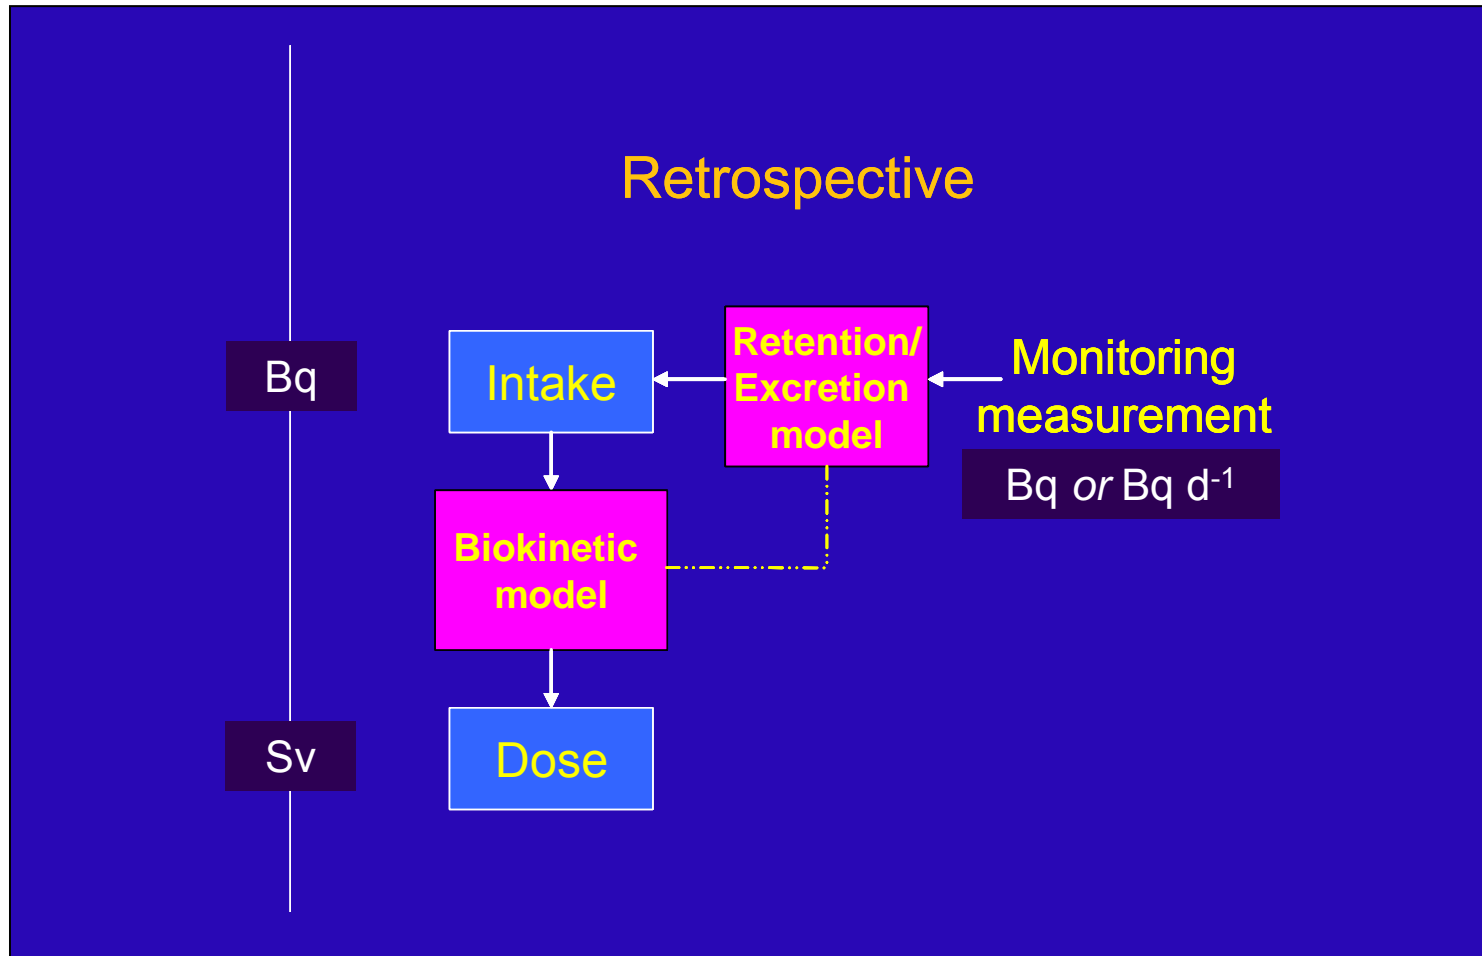 Retrospective
Bq
Intake
Retention/
Excretion
model
Monitoring
measurement
Bq or Bq d⁻¹
Biokinetic
model
Sv
Dose